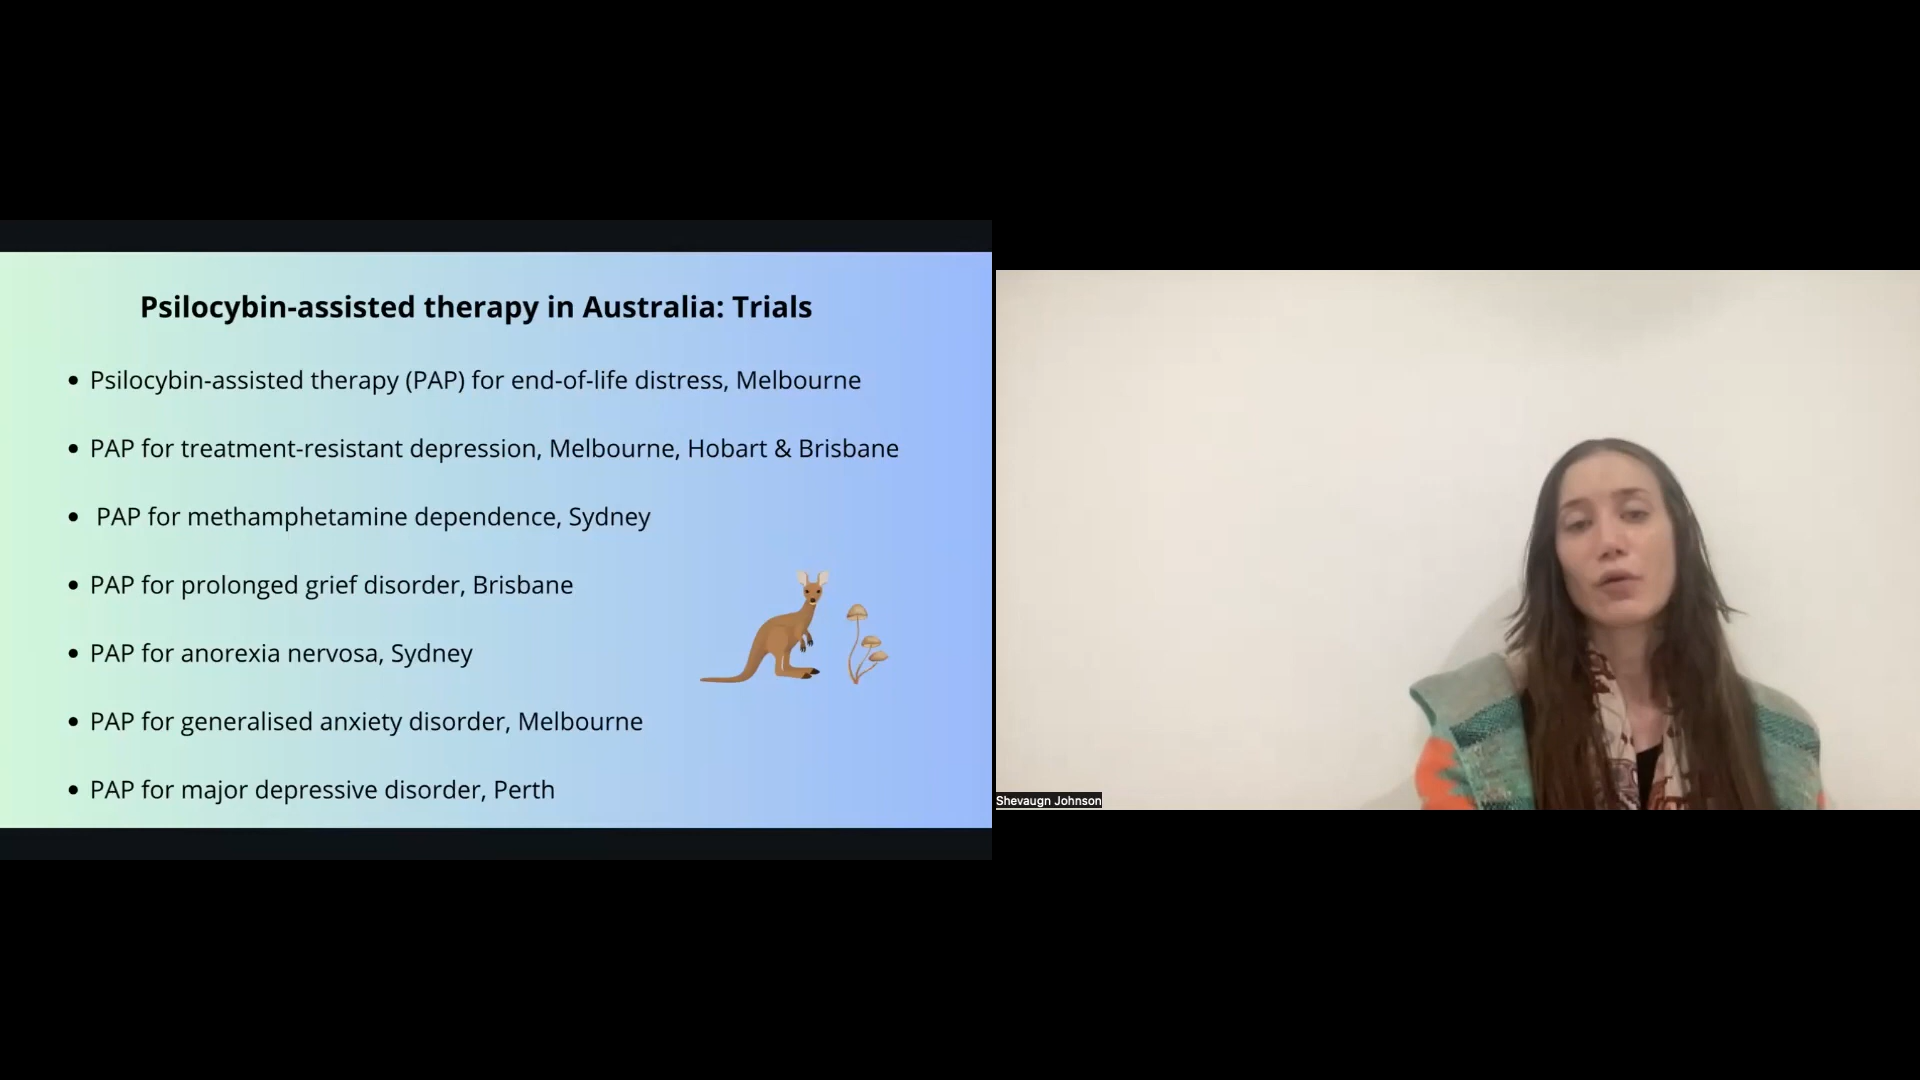 Psilocybin-assisted therapy in Australia: Trials
Psilocybin-assisted therapy (PAP) for end-of-life distress, Melbourne
PAP for treatment-resistant depression, Melbourne, Hobart & Brisbane
PAP for methamphetamine dependence, Sydney
PAP for prolonged grief disorder, Brisbane
PAP for anorexia nervosa, Sydney
PAP for generalised anxiety disorder, Melbourne
PAP for major depressive disorder, Perth
Shevaugn Johnson